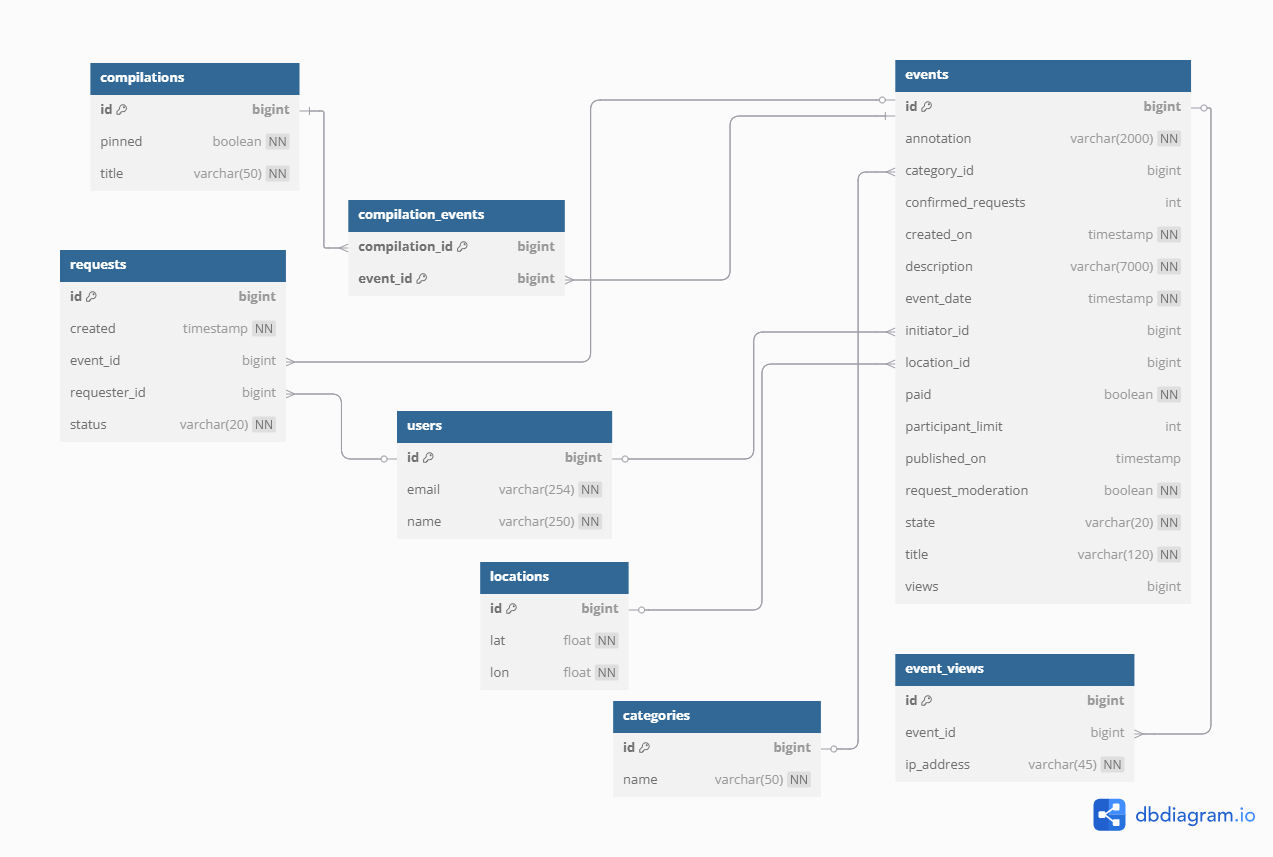 compilations
id bigint
pinned boolean NN
title varchar(50) NN
compilation_events
compilation_id bigint
event_id bigint
requests
id bigint
created timestamp NN
event_id bigint
requester_id bigint
status varchar(20) NN
users
id bigint
email varchar(254) NN
name varchar(250) NN
locations
id bigint
lat float NN
lon float NN
categories
id bigint
name varchar(50) NN
events
id bigint
annotation varchar(2000) NN
category_id bigint
confirmed_requests int
created_on timestamp NN
description varchar(7000) NN
event_date timestamp NN
initiator_id bigint
location_id bigint
paid boolean NN
participant_limit int
published_on timestamp
request_moderation boolean NN
state varchar(20) NN
title varchar(120) NN
views bigint
event_views
id bigint
event_id bigint
ip_address varchar(45) NN
dbdiagram.io